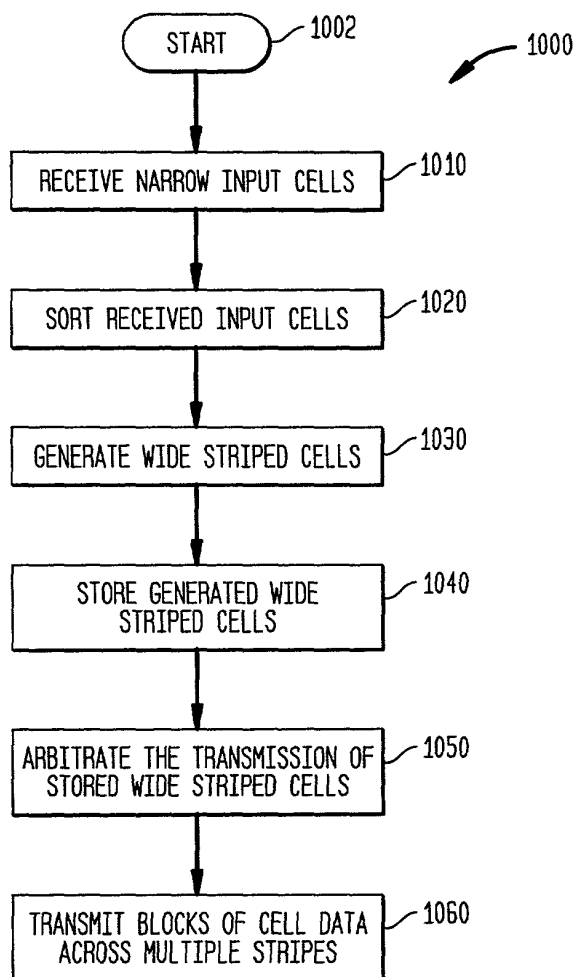 START
1002
1000
RECEIVE NARROW INPUT CELLS
1010
SORT RECEIVED INPUT CELLS
1020
GENERATE WIDE STRIPED CELLS
1030
STORE GENERATED WIDE
STRIPED CELLS
1040
ARBITRATE THE TRANSMISSION OF
STORED WIDE STRIPED CELLS
1050
TRANSMIT BLOCKS OF CELL DATA
ACROSS MULTIPLE STRIPES
1060